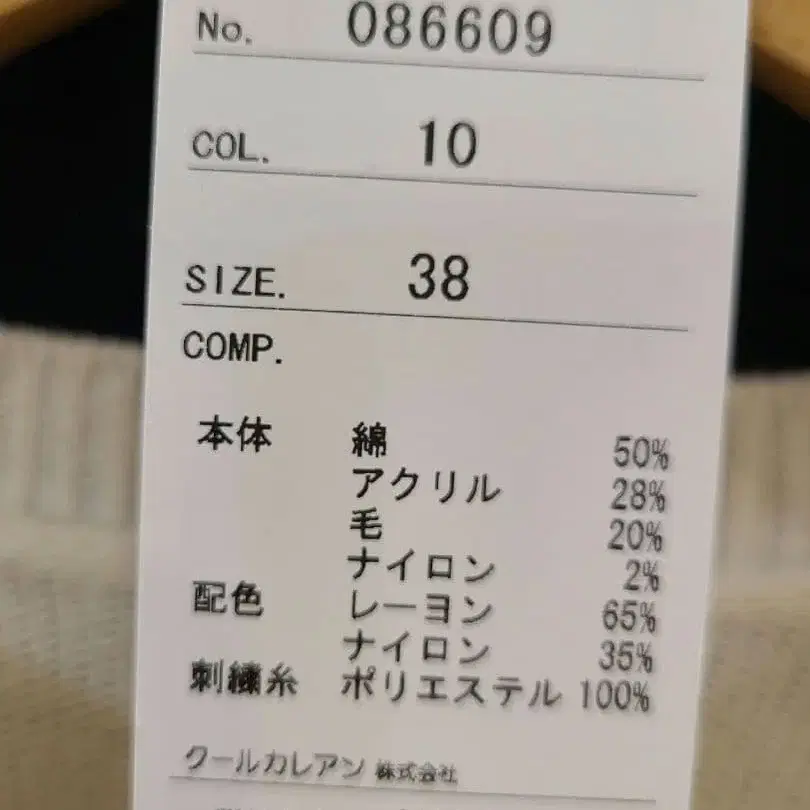 No. 086609
COL. 10
SIZE. 38
COMP.
本体 綿 50%
アクリル 28%
毛 20%
ナイロン 2%
配色 レーヨン 65%
ナイロン 35%
刺繍糸 ポリエステル 100%
クールカレアン 株式会社